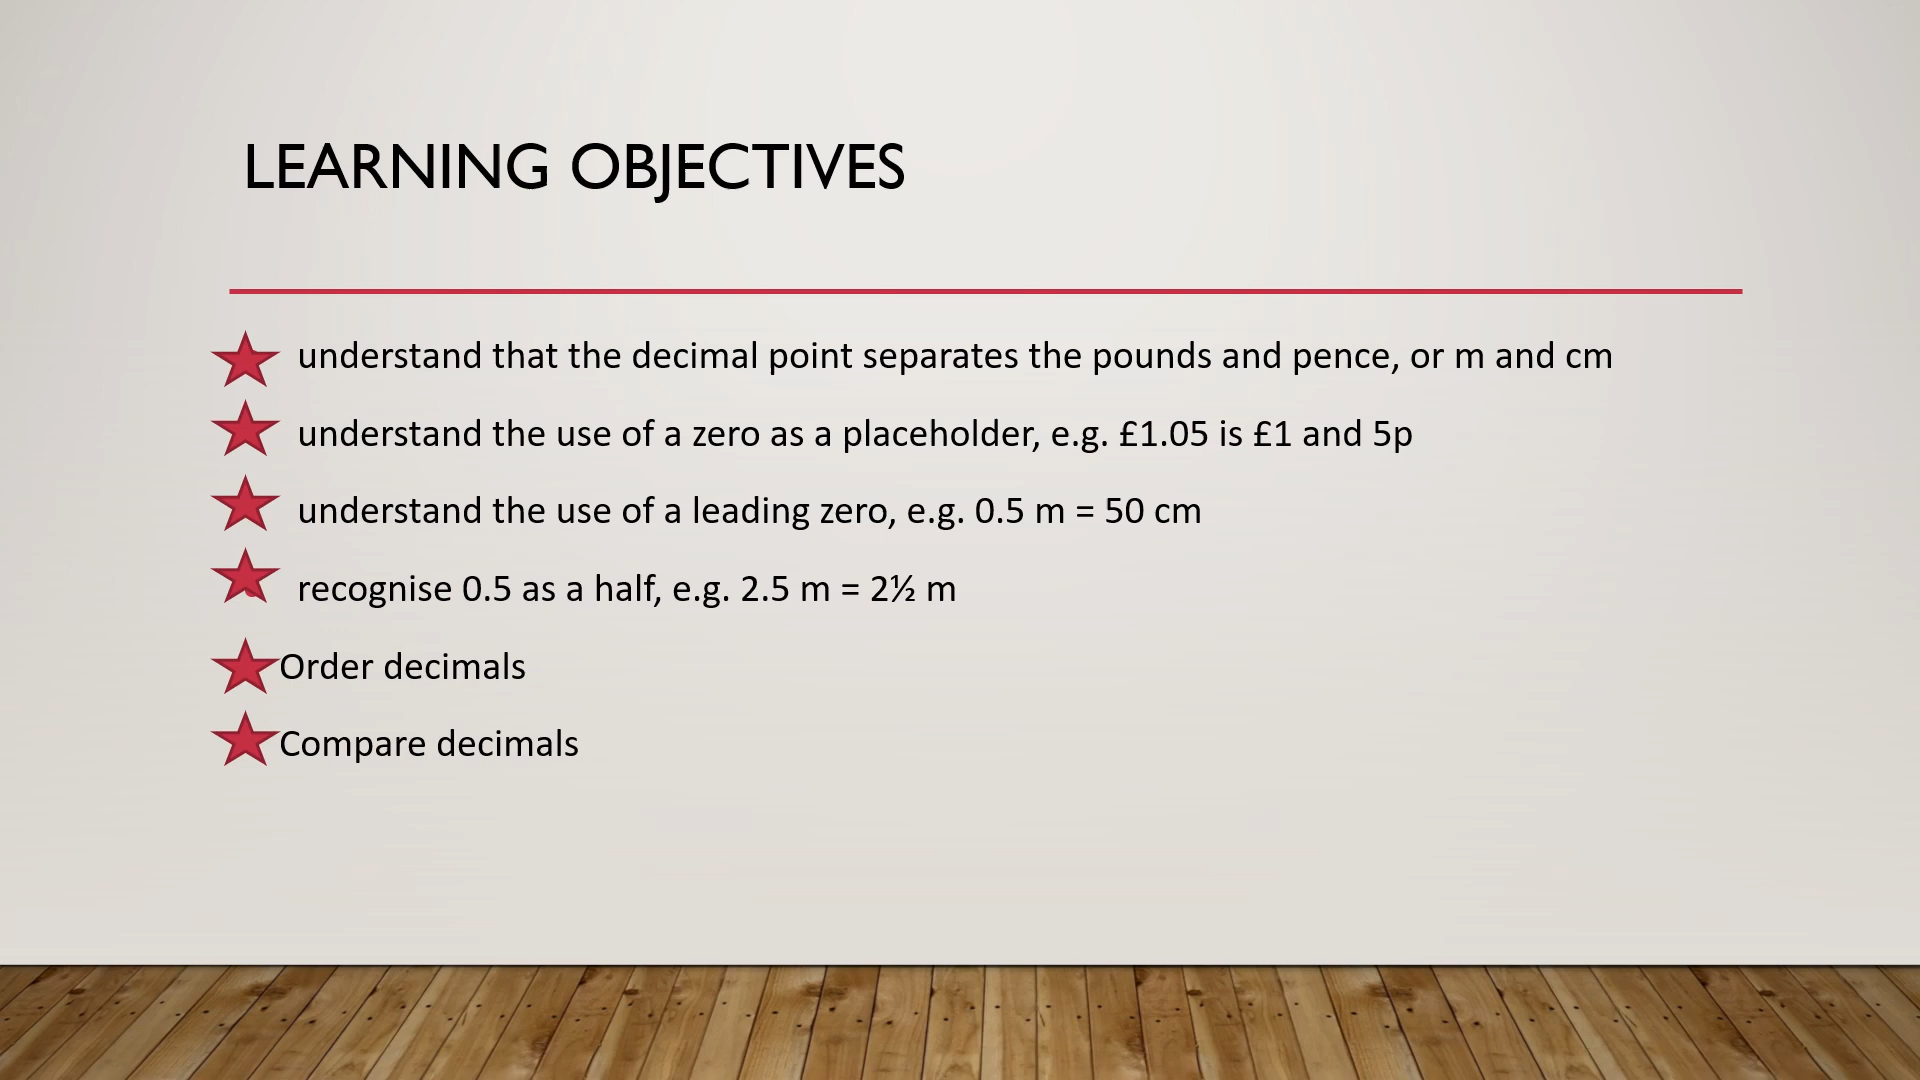 LEARNING OBJECTIVES
understand that the decimal point separates the pounds and pence, or m and cm
understand the use of a zero as a placeholder, e.g. £1.05 is £1 and 5p
understand the use of a leading zero, e.g. 0.5 m = 50 cm
recognise 0.5 as a half, e.g. 2.5 m = 2½ m
Order decimals
Compare decimals